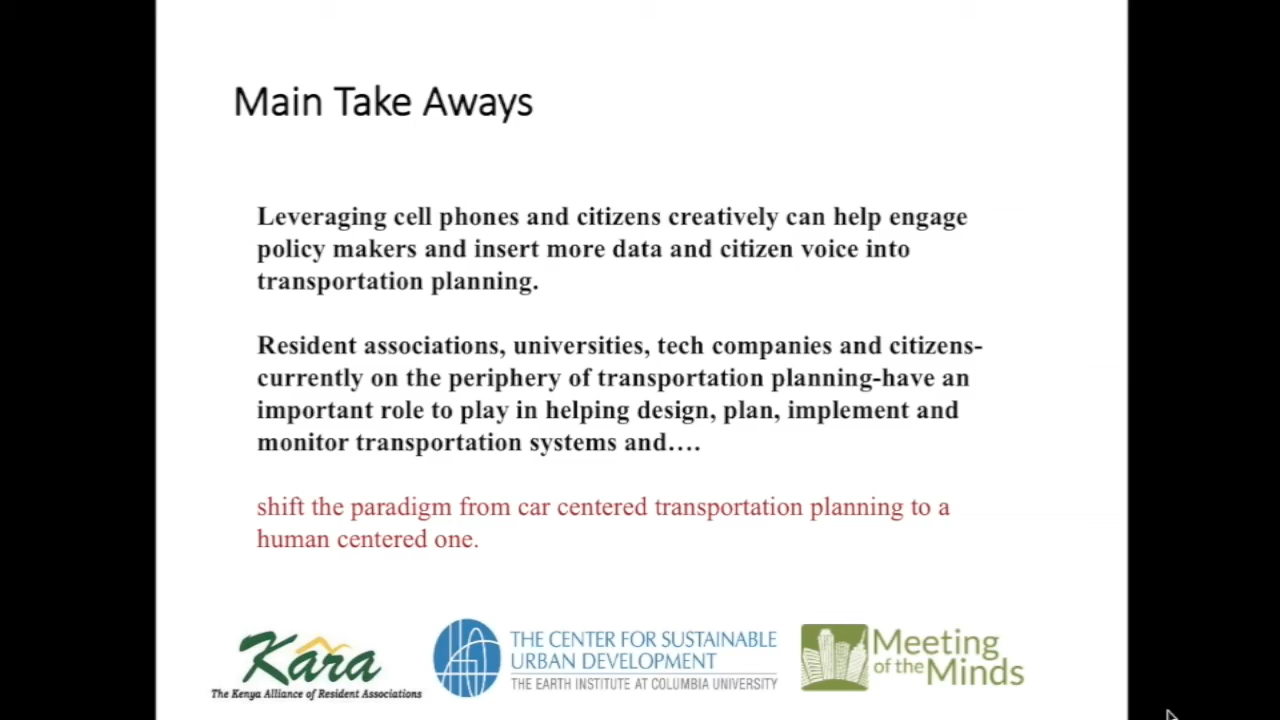 Main Take Aways
Leveraging cell phones and citizens creatively can help engage
policy makers and insert more data and citizen voice into
transportation planning.
Resident associations, universities, tech companies and citizens-
currently on the periphery of transportation planning-have an
important role to play in helping design, plan, implement and
monitor transportation systems and….
shift the paradigm from car centered transportation planning to a
human centered one.
Kara
The Kenya Alliance of Resident Associations
THE CENTER FOR SUSTAINABLE
URBAN DEVELOPMENT
THE EARTH INSTITUTE AT COLUMBIA UNIVERSITY
Meeting
of the Minds